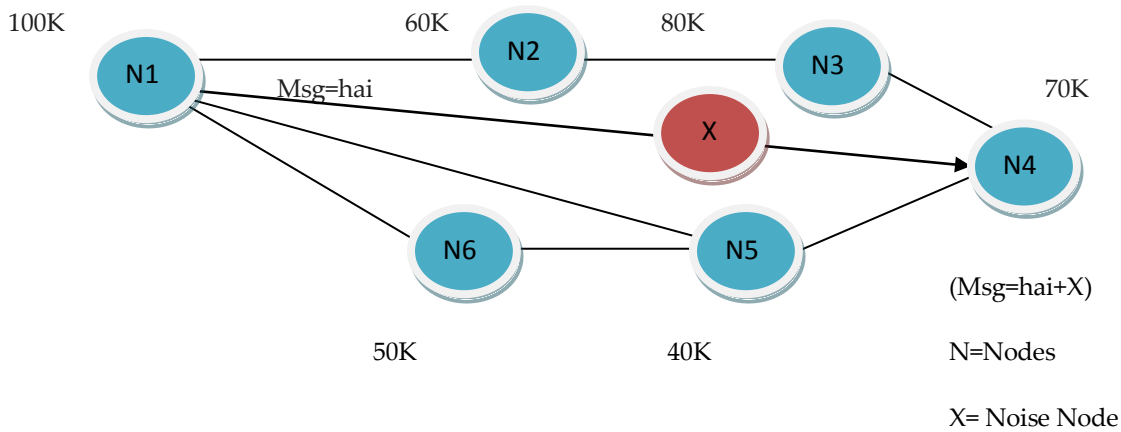 100K
60K
80K
N1
N2
N3
Msg=hai
70K
X
N4
N6
N5
(Msg=hai+X)
50K
40K
N=Nodes
X= Noise Node